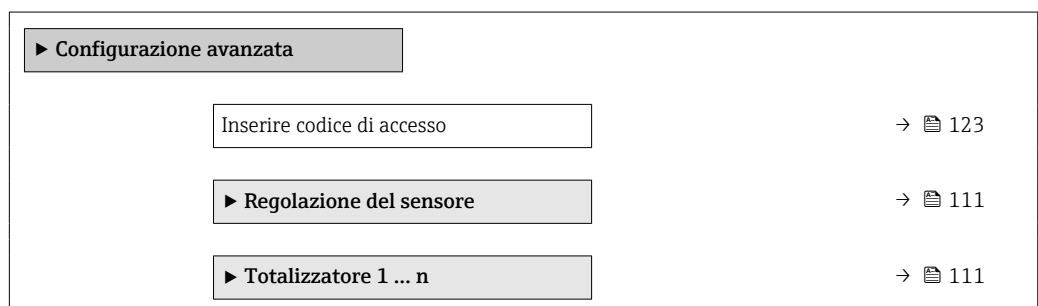 ▶ Configurazione avanzata
Inserire codice di accesso → 🖹 123
▶ Regolazione del sensore → 🖹 111
▶ Totalizzatore 1 ... n → 🖹 111